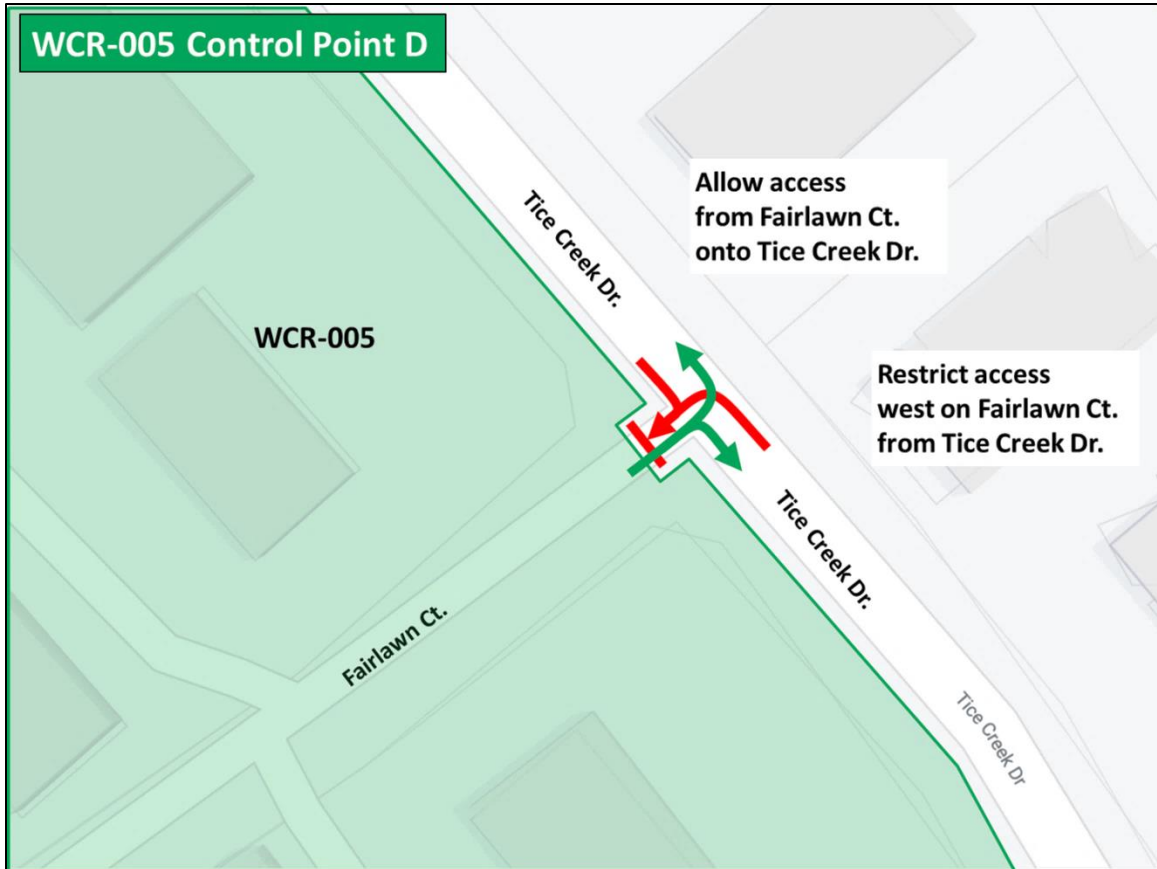 WCR-005 Control Point D
Tice Creek Dr.
Allow access
from Fairlawn Ct.
onto Tice Creek Dr.
WCR-005
Restrict access
west on Fairlawn Ct.
from Tice Creek Dr.
Tice Creek Dr.
Fairlawn Ct.
Tice Creek Dr